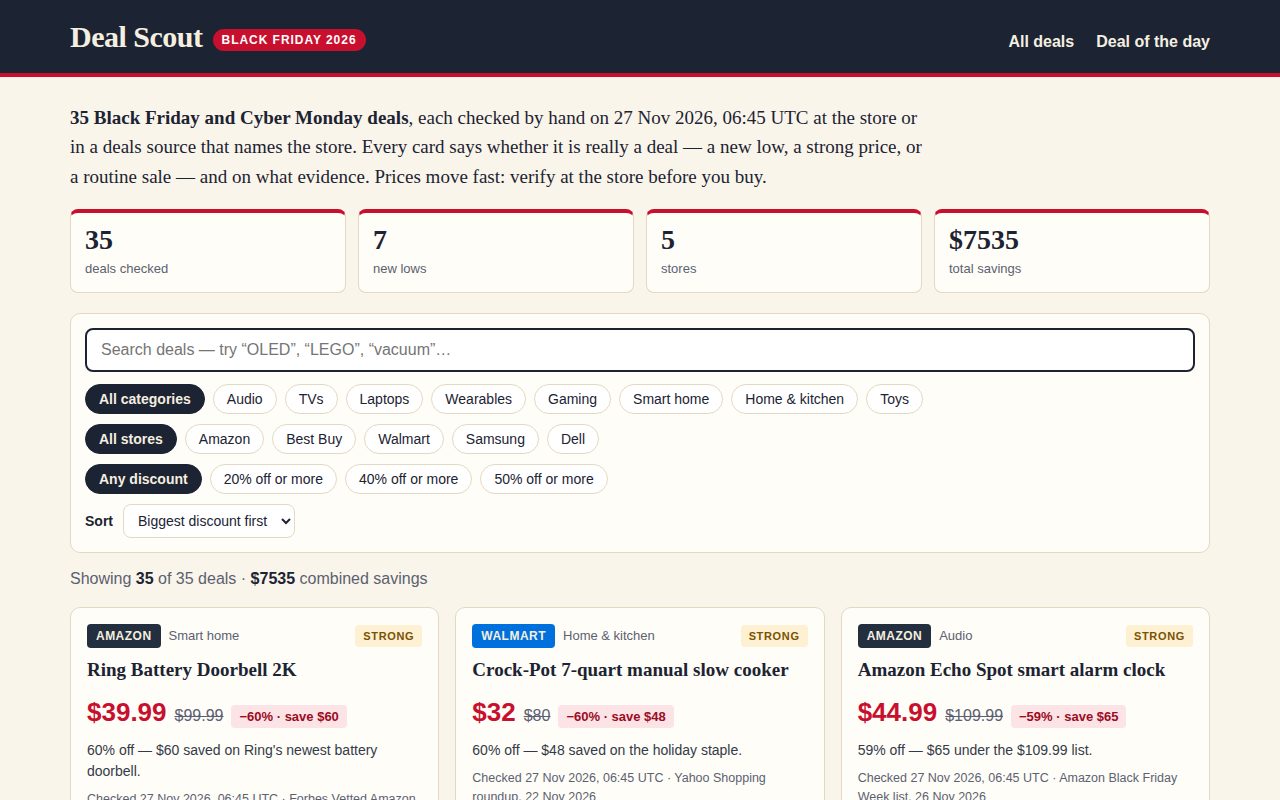 Deal Scout BLACK FRIDAY 2026
All deals Deal of the day
35 Black Friday and Cyber Monday deals, each checked by hand on 27 Nov 2026, 06:45 UTC at the store or
in a deals source that names the store. Every card says whether it is really a deal — a new low, a strong price, or
a routine sale — and on what evidence. Prices move fast: verify at the store before you buy.
35
deals checked
7
new lows
5
stores
$7535
total savings
Search deals — try “OLED”, “LEGO”, “vacuum”…
All categories Audio TVs Laptops Wearables Gaming Smart home Home & kitchen Toys
All stores Amazon Best Buy Walmart Samsung Dell
Any discount 20% off or more 40% off or more 50% off or more
Sort Biggest discount first
Showing 35 of 35 deals · $7535 combined savings
AMAZON Smart home STRONG
Ring Battery Doorbell 2K
$39.99 $99.99 −60% · save $60
60% off — $60 saved on Ring's newest battery
doorbell.
Checked 27 Nov 2026, 06:45 UTC · Forbes Vetted Amazon
WALMART Home & kitchen STRONG
Crock-Pot 7-quart manual slow cooker
$32 $80 −60% · save $48
60% off — $48 saved on the holiday staple.
Checked 27 Nov 2026, 06:45 UTC · Yahoo Shopping
roundup, 22 Nov 2026
AMAZON Audio STRONG
Amazon Echo Spot smart alarm clock
$44.99 $109.99 −59% · save $65
59% off — $65 under the $109.99 list.
Checked 27 Nov 2026, 06:45 UTC · Amazon Black Friday
Week list, 26 Nov 2026